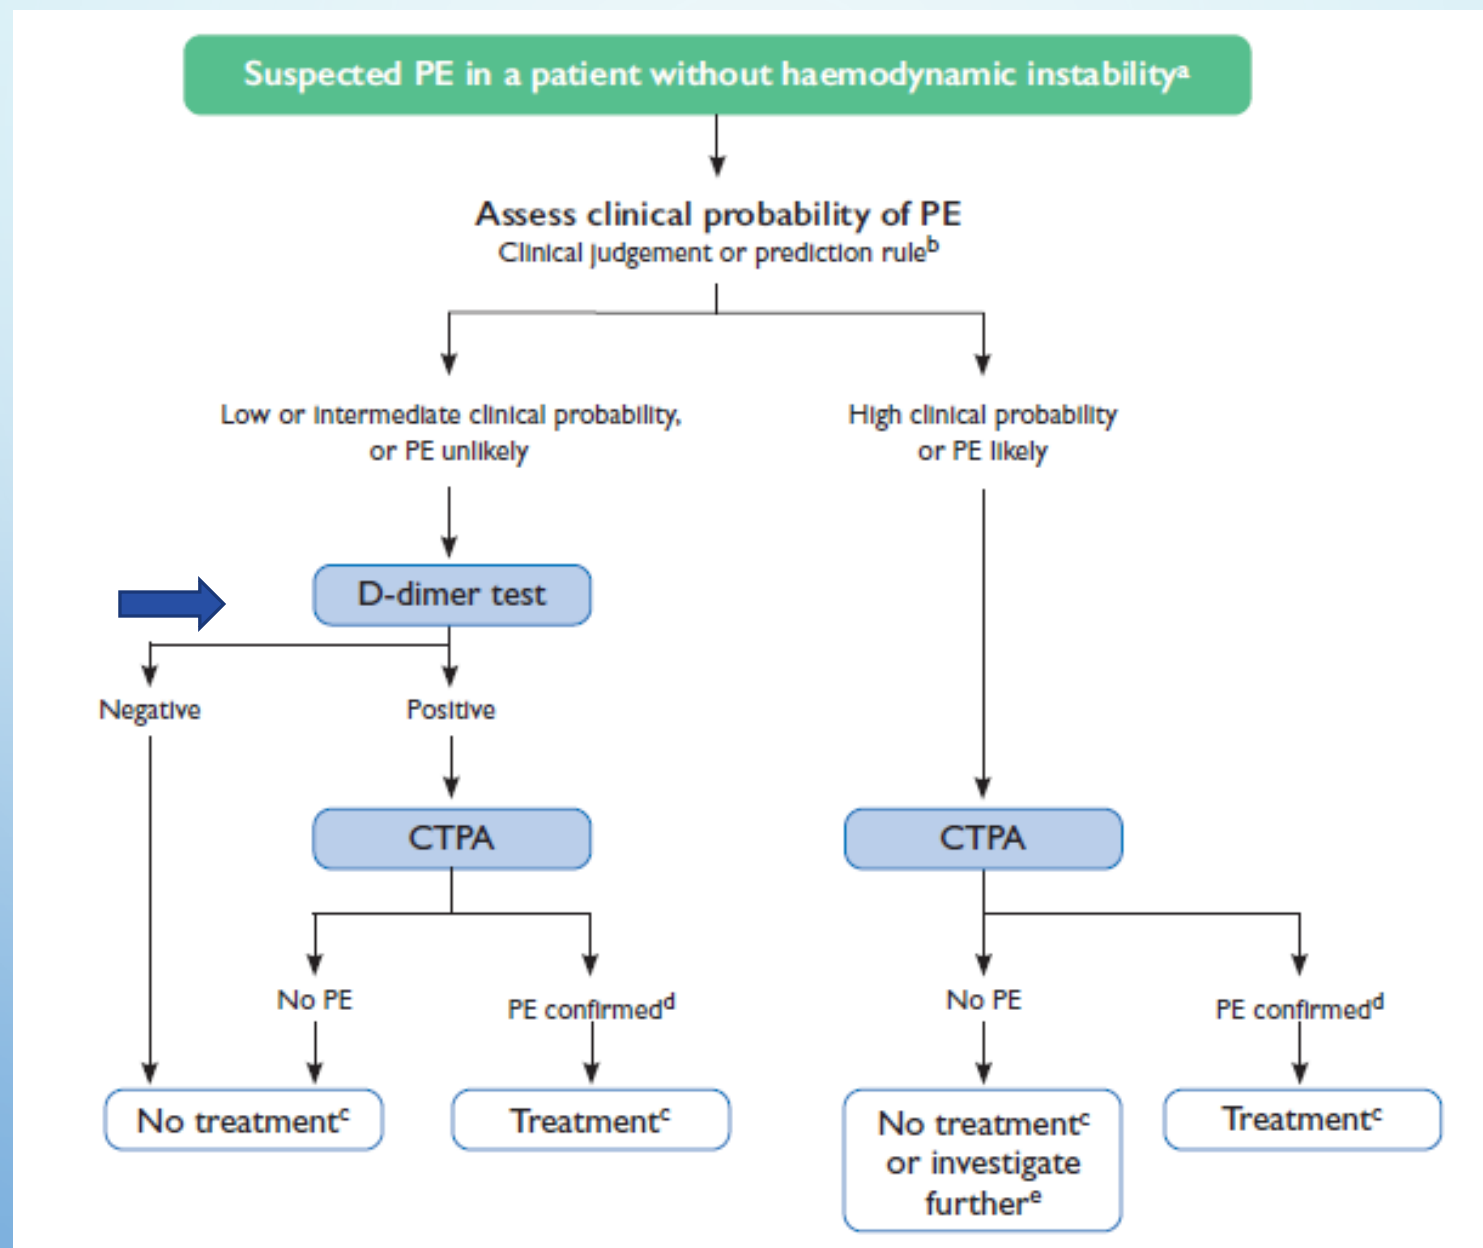 Suspected PE in a patient without haemodynamic instabilityᵃ
Assess clinical probability of PE
Clinical judgement or prediction ruleᵇ
Low or intermediate clinical probability,
or PE unlikely
High clinical probability
or PE likely
D-dimer test
Negative
Positive
CTPA
CTPA
No PE
PE confirmedᵈ
No PE
PE confirmedᵈ
No treatmentᶜ
Treatmentᶜ
No treatmentᶜ
or investigate
furtherᵉ
Treatmentᶜ